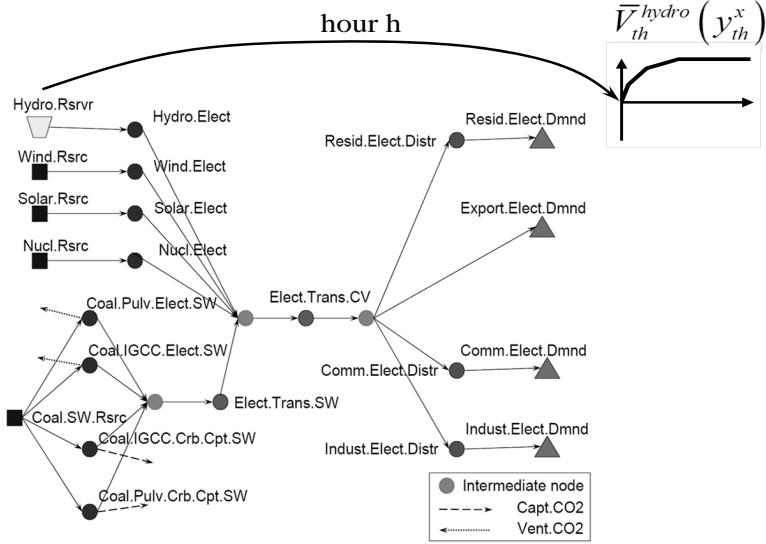 hour h
V̄_{th}^{hydro} (y_{th}^{x})
Hydro.Rsrvr
Hydro.Elect
Wind.Rsrc
Wind.Elect
Solar.Rsrc
Solar.Elect
Nucl.Rsrc
Nucl.Elect
Resid.Elect.Distr
Resid.Elect.Dmnd
Export.Elect.Dmnd
Elect.Trans.CV
Coal.Pulv.Elect.SW
Coal.IGCC.Elect.SW
Comm.Elect.Distr
Comm.Elect.Dmnd
Coal.SW.Rsrc
Elect.Trans.SW
Coal.IGCC.Crb.Cpt.SW
Indust.Elect.Distr
Indust.Elect.Dmnd
Coal.Pulv.Crb.Cpt.SW
Intermediate node
Capt.CO2
Vent.CO2